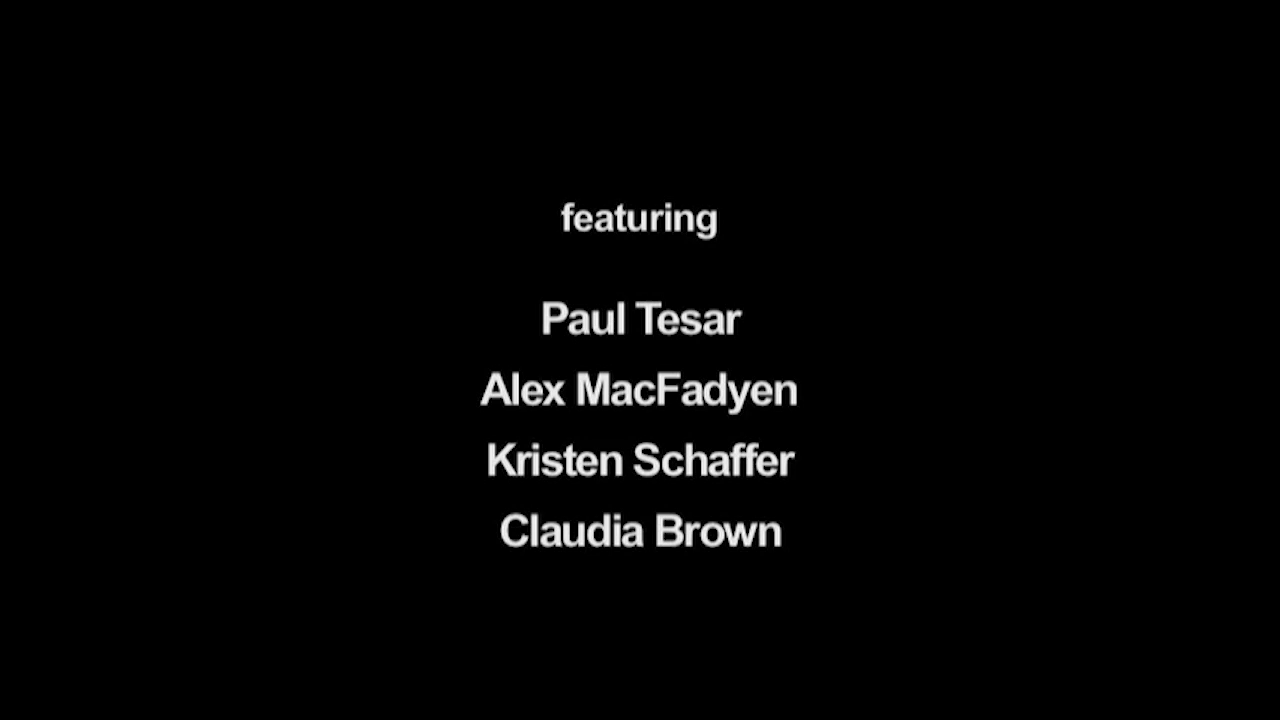 featuring
Paul Tesar
Alex MacFadyen
Kristen Schaffer
Claudia Brown